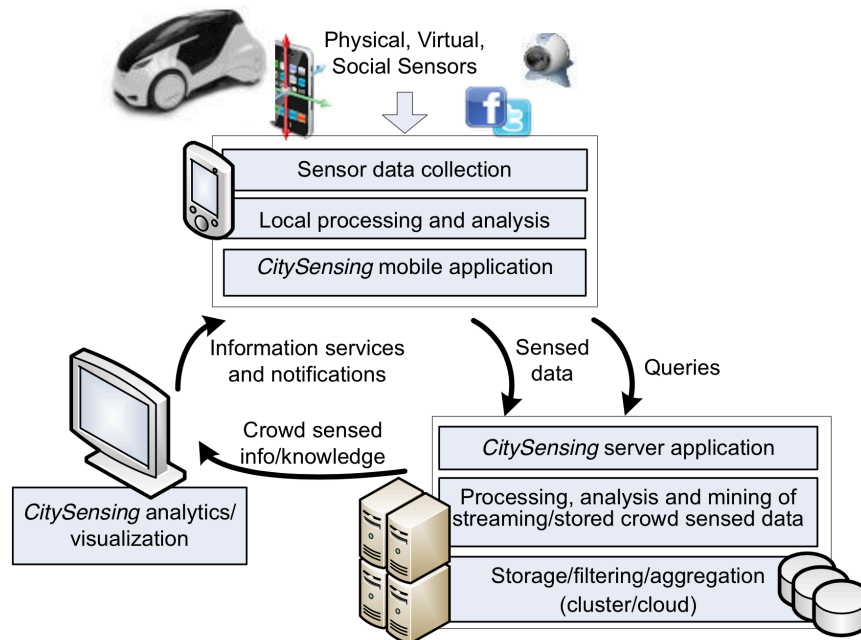 Physical, Virtual,
Social Sensors
f
t
Sensor data collection
Local processing and analysis
CitySensing mobile application
Information services
and notifications
Sensed
data
Queries
Crowd sensed
info/knowledge
CitySensing server application
CitySensing analytics/
visualization
Processing, analysis and mining of
streaming/stored crowd sensed data
Storage/filtering/aggregation
(cluster/cloud)